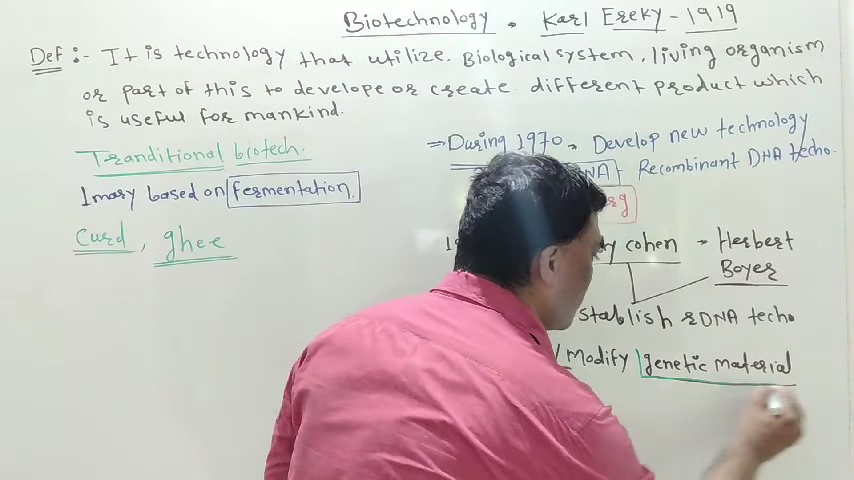 Biotechnology • Karl Ereky - 1919
Def :- It is technology that utilize Biological system, living organism
or part of this to develope or create different product which
is useful for mankind.
Tranditional biotech.
1mary based on fermentation.
Curd, ghee
⇒ During 1970 → Develop new technology
Recombinant DNA techo.
cohen → Herbert
Boyer
stablish rDNA techo
Modify genetic material